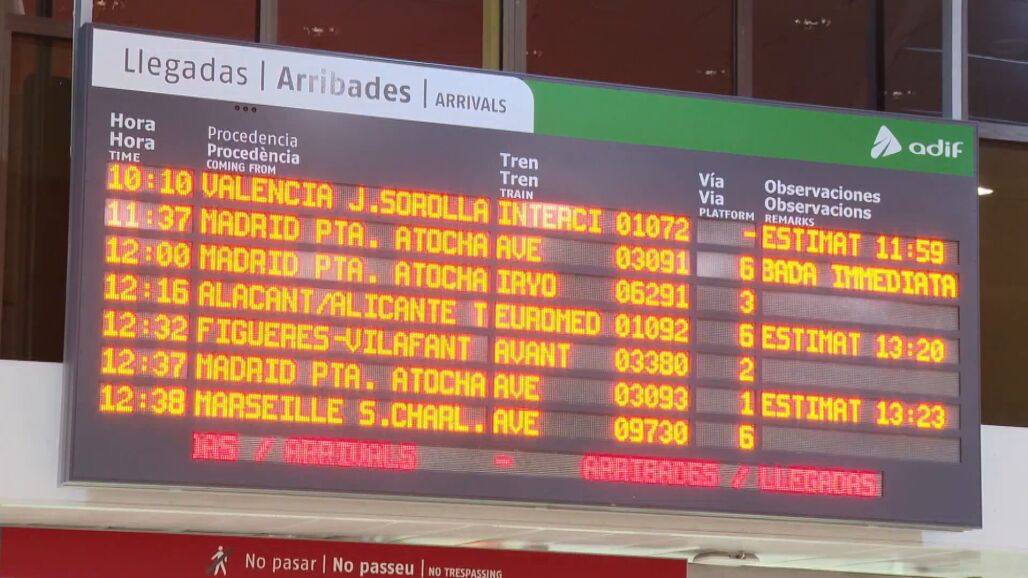 Llegadas | Arribades | ARRIVALS
adif
Hora Procedencia Tren Vía Observaciones
Hora Procedència Tren Via Observacions
TIME COMING FROM TRAIN PLATFORM REMARKS
10:10 VALENCIA J.SOROLLA INTERCI 01072 - ESTIMAT 11:59
11:37 MADRID PTA. ATOCHA AVE 03091 6 BADA IMMEDIATA
12:00 MADRID PTA. ATOCHA IRYO 06291 3
12:16 ALACANT/ALICANTE T EUROMED 01092 6 ESTIMAT 13:20
12:32 FIGUERES-VILAFANT AVANT 03380 2
12:37 MADRID PTA. ATOCHA AVE 03093 1 ESTIMAT 13:23
12:38 MARSEILLE S.CHARL. AVE 09730 6
DAS / ARRIVALS - ARRIBADES / LLEGADAS
No pasar | No passeu | NO TRESPASSING